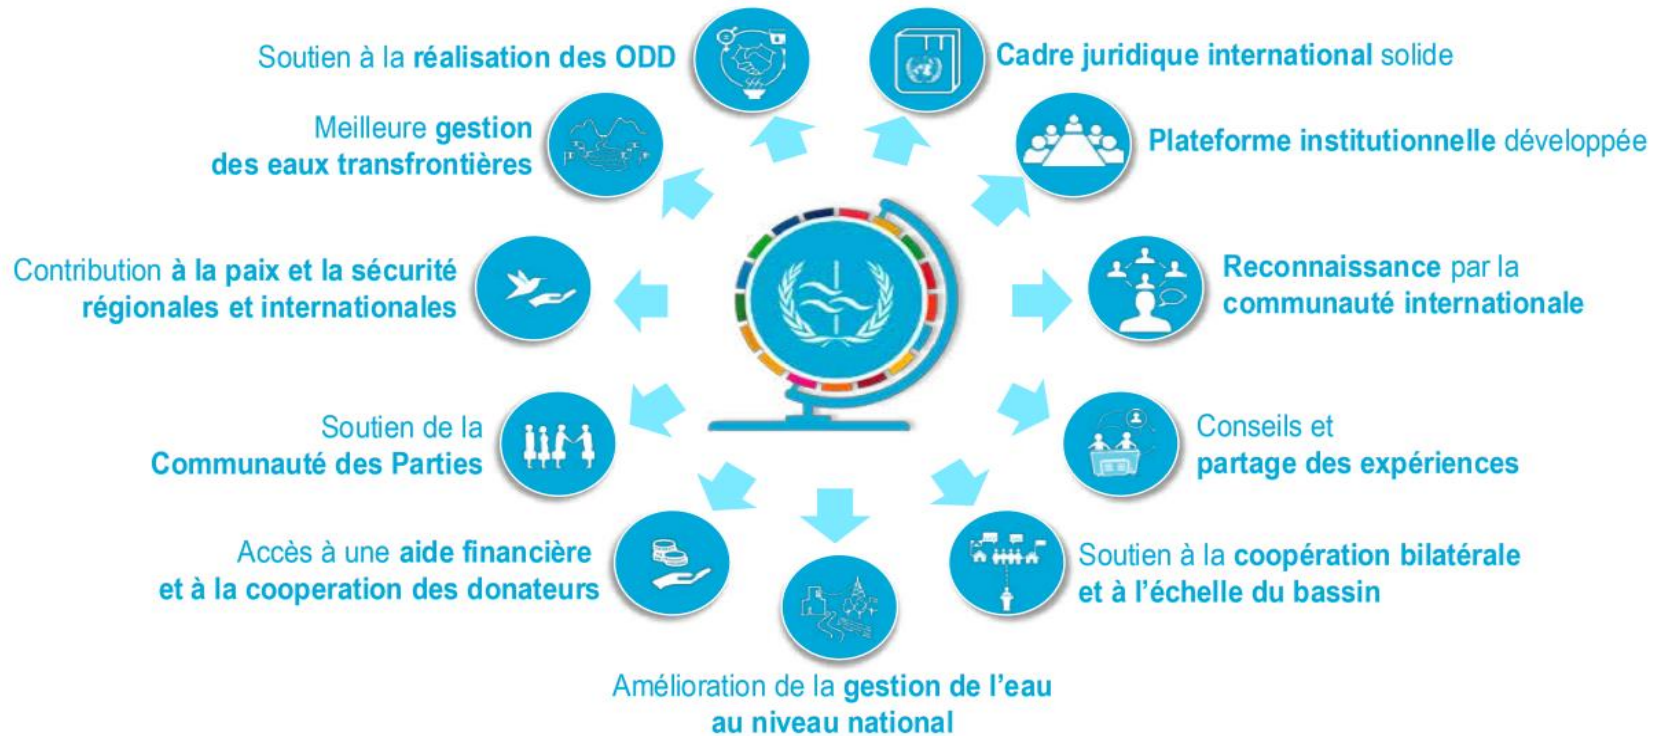 Soutien à la réalisation des ODD
Cadre juridique international solide
Meilleure gestion
des eaux transfrontières
Plateforme institutionnelle développée
Contribution à la paix et la sécurité
régionales et internationales
Reconnaissance par la
communauté internationale
Soutien de la
Communauté des Parties
Conseils et
partage des expériences
Accès à une aide financière
et à la cooperation des donateurs
Soutien à la coopération bilatérale
et à l'échelle du bassin
Amélioration de la gestion de l'eau
au niveau national